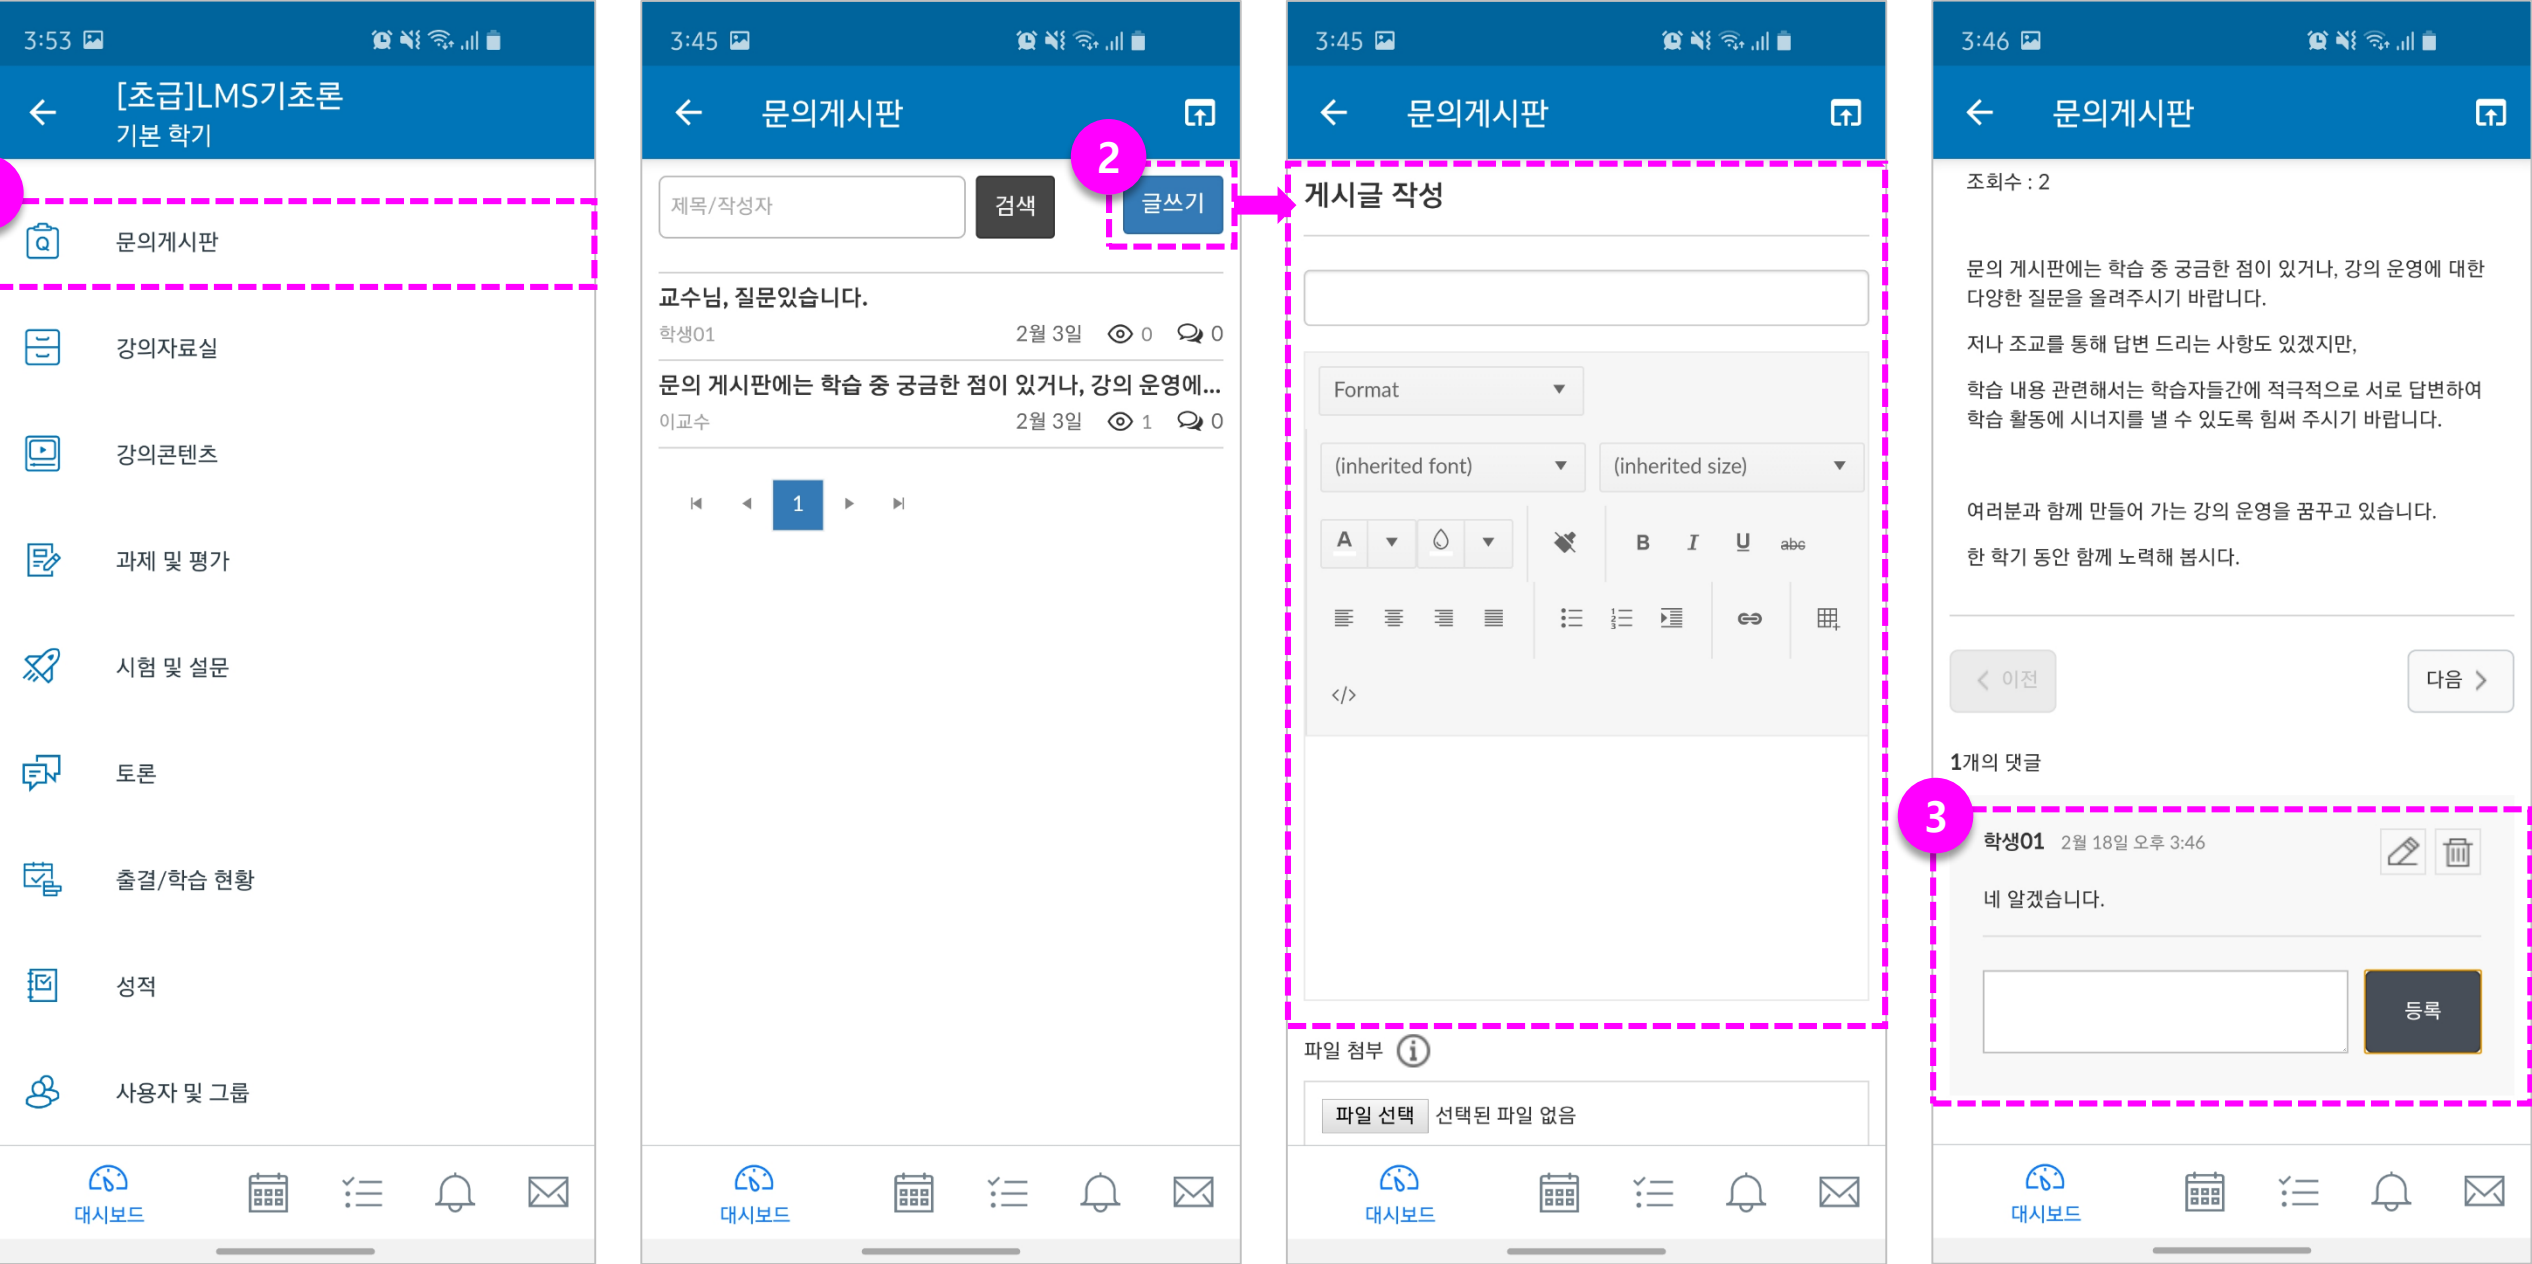 3:53
[초급]LMS기초론
기본 학기
문의게시판
강의자료실
강의콘텐츠
과제 및 평가
시험 및 설문
토론
출결/학습 현황
성적
사용자 및 그룹
대시보드
3:45
문의게시판
2
제목/작성자
검색
글쓰기
교수님, 질문있습니다.
학생01 2월 3일 0 0
문의 게시판에는 학습 중 궁금한 점이 있거나, 강의 운영에...
이교수 2월 3일 1 0
1
대시보드
3:45
문의게시판
게시글 작성
Format
(inherited font) (inherited size)
A B I U abc
</>
파일 첨부
파일 선택 선택된 파일 없음
대시보드
3:46
문의게시판
조회수 : 2
문의 게시판에는 학습 중 궁금한 점이 있거나, 강의 운영에 대한
다양한 질문을 올려주시기 바랍니다.
저나 조교를 통해 답변 드리는 사항도 있겠지만,
학습 내용 관련해서는 학습자들간에 적극적으로 서로 답변하여
학습 활동에 시너지를 낼 수 있도록 힘써 주시기 바랍니다.
여러분과 함께 만들어 가는 강의 운영을 꿈꾸고 있습니다.
한 학기 동안 함께 노력해 봅시다.
이전 다음
1개의 댓글
3
학생01 2월 18일 오후 3:46
네 알겠습니다.
등록
대시보드